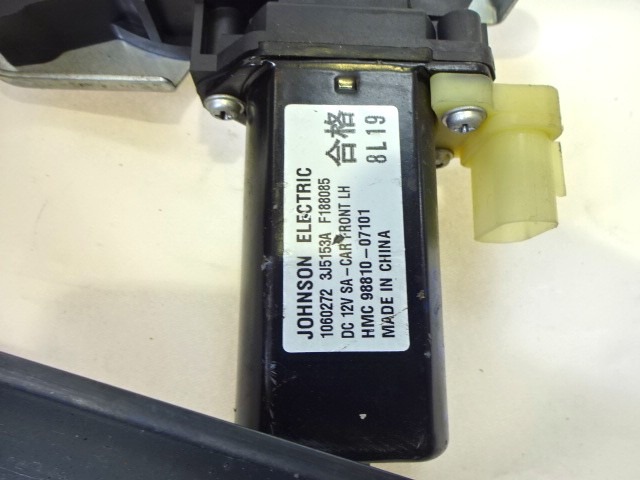 JOHNSON ELECTRIC
1060272 3J5153A F188085
DC 12V SA-CAR FRONT LH
HMC 98810-07101
MADE IN CHINA
合格
8L19